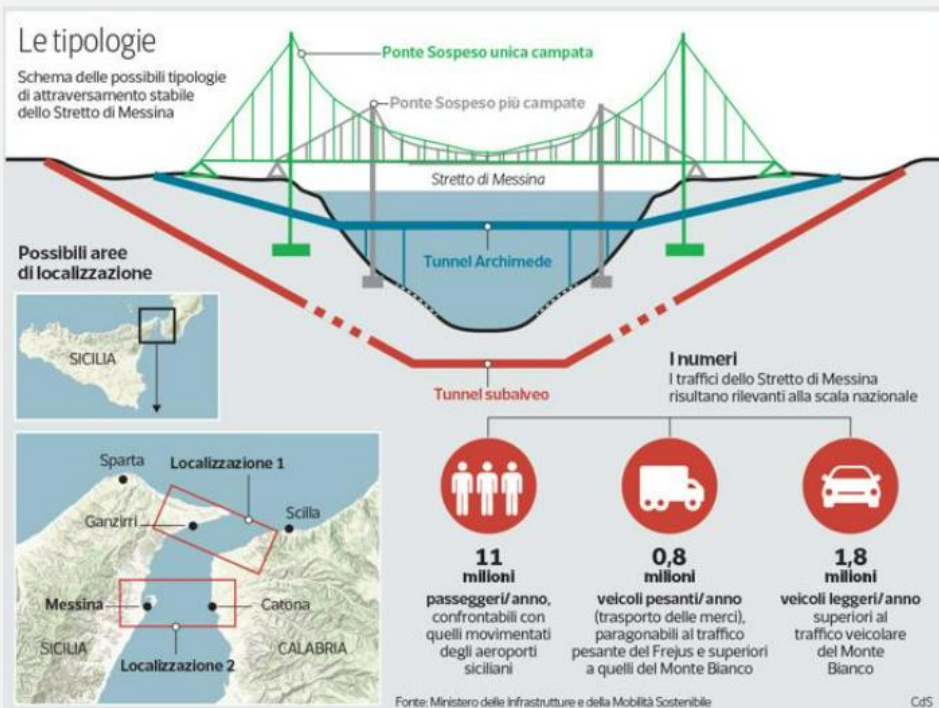 Le tipologie
Schema delle possibili tipologie
di attraversamento stabile
dello Stretto di Messina
Ponte Sospeso unica campata
Ponte Sospeso più campate
Stretto di Messina
Tunnel Archimede
Tunnel subalveo
Possibili aree
di localizzazione
SICILIA
Sparta
Localizzazione 1
Ganzirri
Scilla
Messina
Catona
SICILIA
CALABRIA
Localizzazione 2
I numeri
I traffici dello Stretto di Messina
risultano rilevanti alla scala nazionale
11
milioni
passeggeri/anno,
confrontabili con
quelli movimentati
degli aeroporti
siciliani
0,8
milioni
veicoli pesanti/anno
(trasporto delle merci),
paragonabili al traffico
pesante del Frejus e superiori
a quelli del Monte Bianco
1,8
milioni
veicoli leggeri/anno
superiori al
traffico veicolare
del Monte
Bianco
Fonte: Ministero delle Infrastrutture e della Mobilità Sostenibile
CdS